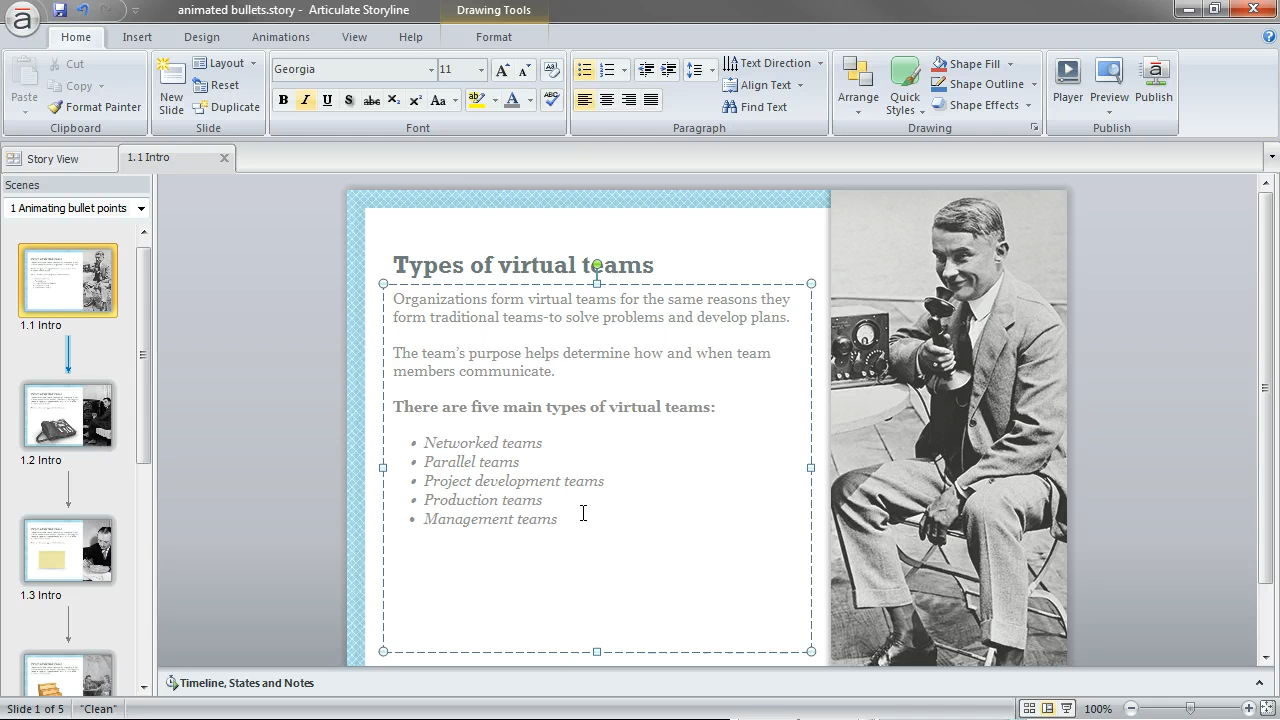 animated bullets.story - Articulate Storyline
Drawing Tools
Home
Insert
Design
Animations
View
Help
Format
Paste
Cut
Copy
Format Painter
Clipboard
New
Slide
Layout
Reset
Duplicate
Slide
Georgia
11
B
I
U
S
abc
Aa
ABC
Font
Text Direction
Align Text
Find Text
Paragraph
Arrange
Quick
Styles
Shape Fill
Shape Outline
Shape Effects
Drawing
Player
Preview
Publish
Publish
Story View
1.1 Intro
Scenes
1 Animating bullet points
1.1 Intro
1.2 Intro
1.3 Intro
Types of virtual teams
Organizations form virtual teams for the same reasons they
form traditional teams-to solve problems and develop plans.
The team's purpose helps determine how and when team
members communicate.
There are five main types of virtual teams:
• Networked teams
• Parallel teams
• Project development teams
• Production teams
• Management teams
Timeline, States and Notes
Slide 1 of 5
"Clean"
100%